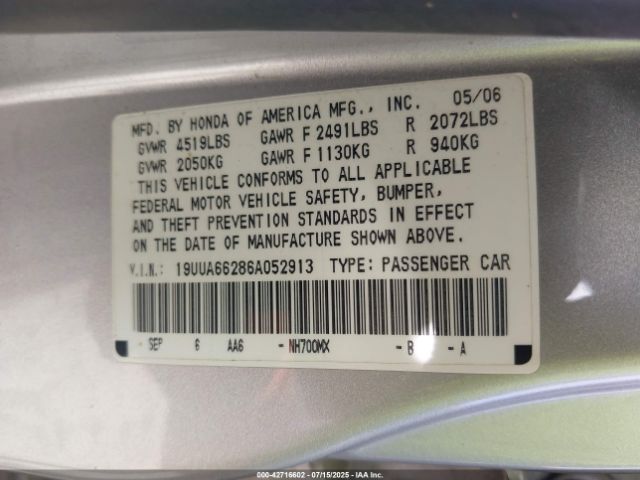 MFD. BY HONDA OF AMERICA MFG., INC. 05/06
GVWR 4519LBS GAWR F 2491LBS R 2072LBS
GVWR 2050KG GAWR F 1130KG R 940KG
THIS VEHICLE CONFORMS TO ALL APPLICABLE
FEDERAL MOTOR VEHICLE SAFETY, BUMPER,
AND THEFT PREVENTION STANDARDS IN EFFECT
ON THE DATE OF MANUFACTURE SHOWN ABOVE.
V.I.N.: 19UUA66286A052913 TYPE: PASSENGER CAR
- SEP 6 AA6 -NH700MX -B -A
000-42716602 - 07/15/2025 - IAA Inc.